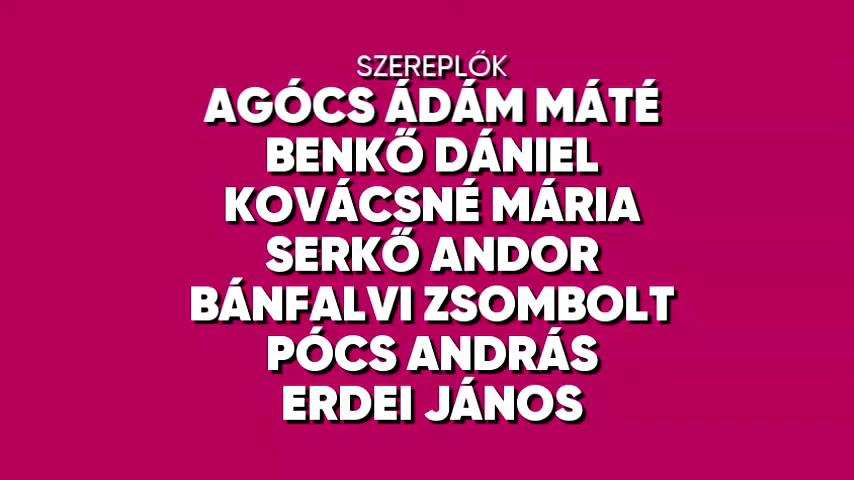 SZEREPLŐK
AGÓCS ÁDÁM MÁTÉ
BENKŐ DÁNIEL
KOVÁCSNÉ MÁRIA
SERKŐ ANDOR
BÁNFALVI ZSOMBOLT
PÓCS ANDRÁS
ERDEI JÁNOS